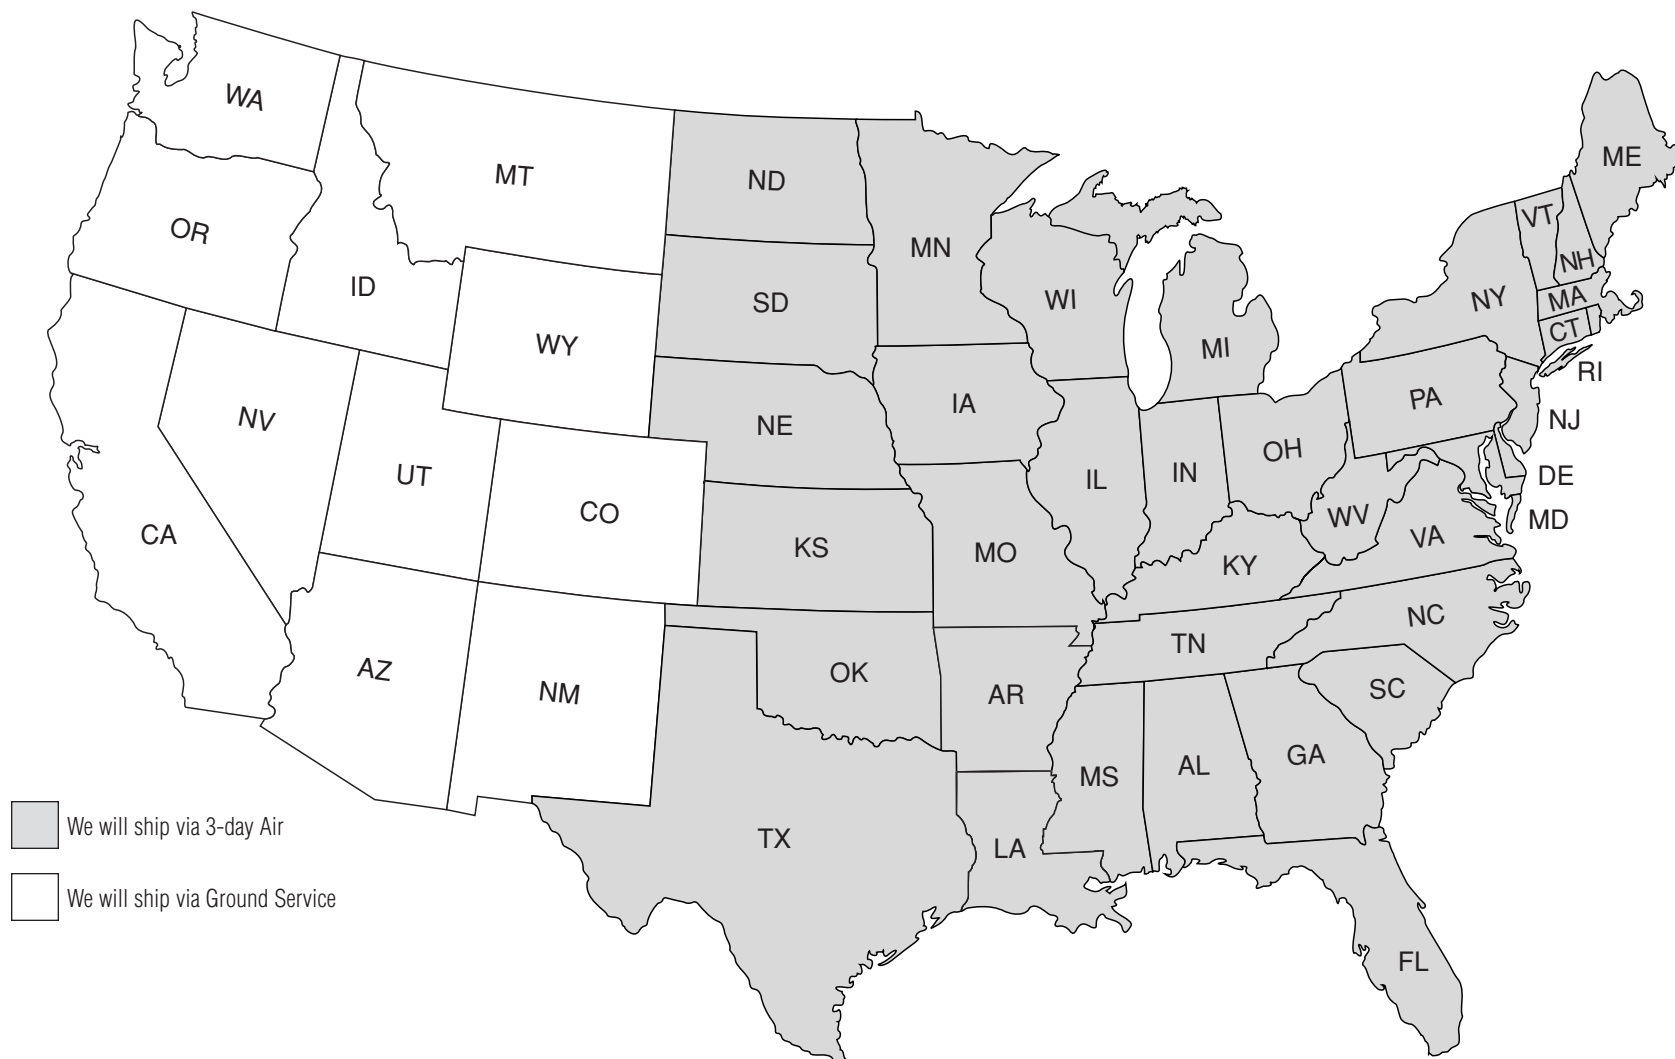 WA
MT
ND
ME
OR
MN
VT
NH
ID
SD
WI
NY
MA
CT
WY
MI
RI
NV
NE
IA
PA
NJ
UT
CO
IL
IN
OH
DE
CA
KS
MO
WV
MD
KY
VA
AZ
NM
OK
AR
TN
NC
SC
MS
AL
GA
TX
LA
FL
We will ship via 3-day Air
We will ship via Ground Service